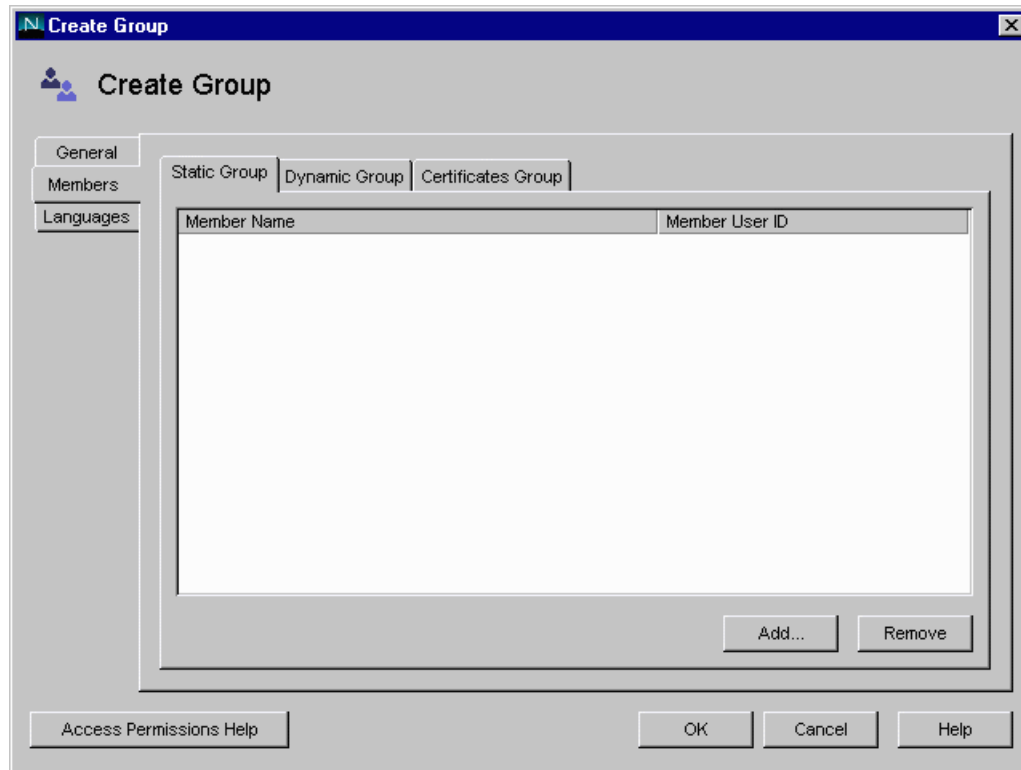 N Create Group
Create Group
General
Members
Languages
Static Group Dynamic Group Certificates Group
Member Name Member User ID
Add... Remove
Access Permissions Help OK Cancel Help